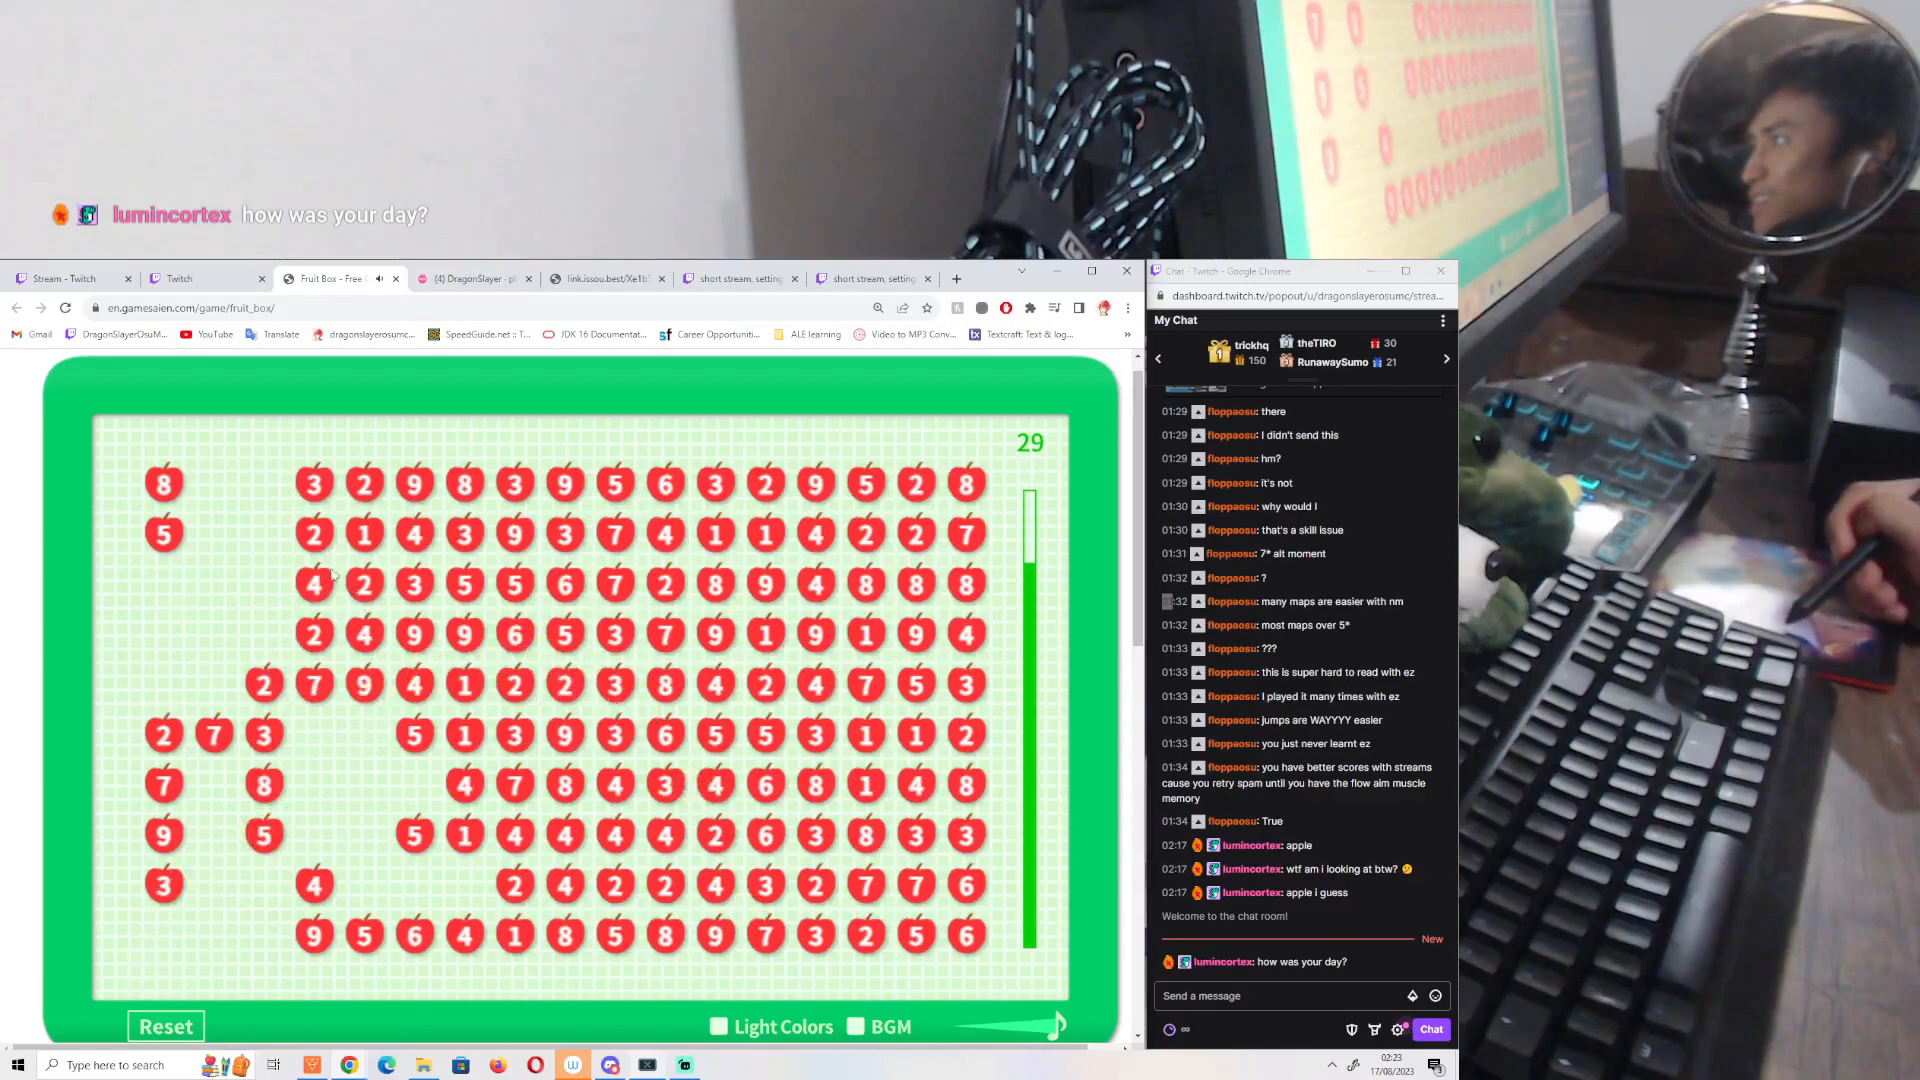 lumincortex how was your day?
Stream - Twitch
Twitch
Fruit Box - Free
(4) DragonSlayer - pl
link.issou.best/Xe1b
short stream, setting
short stream, setting
en.gamesaien.com/game/fruit_box/
Gmail
DragonSlayerOsuM...
YouTube
Translate
dragonslayerosumc...
SpeedGuide.net :: T...
JDK 16 Documentat...
Career Opportuniti...
ALE learning
Video to MP3 Conv...
Textcraft: Text & log...
29
8 3 2 9 8 3 9 5 6 3 2 9 5 2 8
5 2 1 4 3 9 3 7 4 1 1 4 2 2 7
4 2 3 5 5 6 7 2 8 9 4 8 8 8
2 4 9 9 6 5 3 7 9 1 9 1 9 4
2 7 9 4 1 2 2 3 8 4 2 4 7 5 3
2 7 3 5 1 3 9 3 6 5 5 3 1 1 2
7 8 4 7 8 4 3 4 6 8 1 4 8
9 5 5 1 4 4 4 4 2 6 3 8 3 3
3 4 2 4 2 2 4 3 2 7 7 6
9 5 6 4 1 8 5 8 9 7 3 2 5 6
Reset
Light Colors
BGM
Chat - Twitch - Google Chrome
dashboard.twitch.tv/popout/u/dragonslayerosumc/strea...
My Chat
1 trickhq 150
theTIRO 30
RunawaySumo 21
01:29 floppaosu: there
01:29 floppaosu: I didn't send this
01:29 floppaosu: hm?
01:29 floppaosu: it's not
01:30 floppaosu: why would I
01:30 floppaosu: that's a skill issue
01:31 floppaosu: 7* alt moment
01:32 floppaosu: ?
:32 floppaosu: many maps are easier with nm
01:32 floppaosu: most maps over 5*
01:33 floppaosu: ???
01:33 floppaosu: this is super hard to read with ez
01:33 floppaosu: I played it many times with ez
01:33 floppaosu: jumps are WAYYYY easier
01:33 floppaosu: you just never learnt ez
01:34 floppaosu: you have better scores with streams
cause you retry spam until you have the flow aim muscle
memory
01:34 floppaosu: True
02:17 lumincortex: apple
02:17 lumincortex: wtf am i looking at btw?
02:17 lumincortex: apple i guess
Welcome to the chat room!
New
lumincortex: how was your day?
Send a message
∞
Chat
Type here to search
02:23
17/08/2023